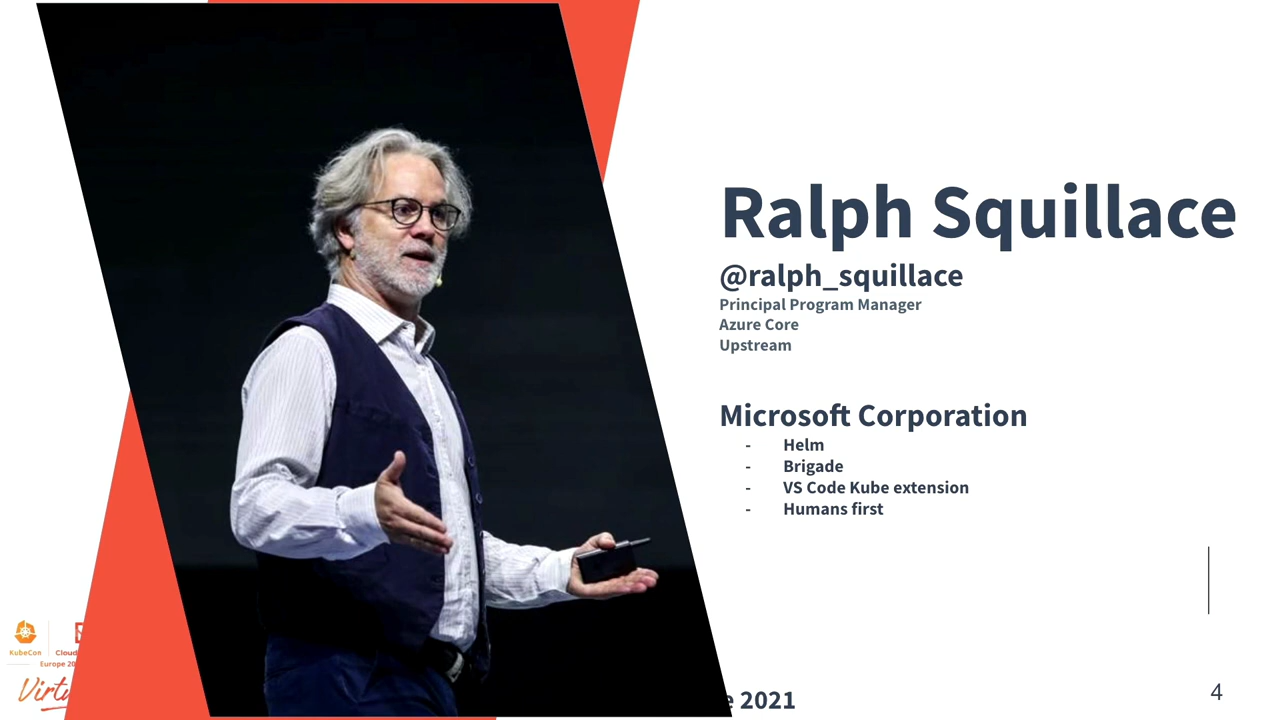 Ralph Squillace
@ralph_squillace
Principal Program Manager
Azure Core
Upstream
Microsoft Corporation
- Helm
- Brigade
- VS Code Kube extension
- Humans first
KubeCon
Europe
2021
4